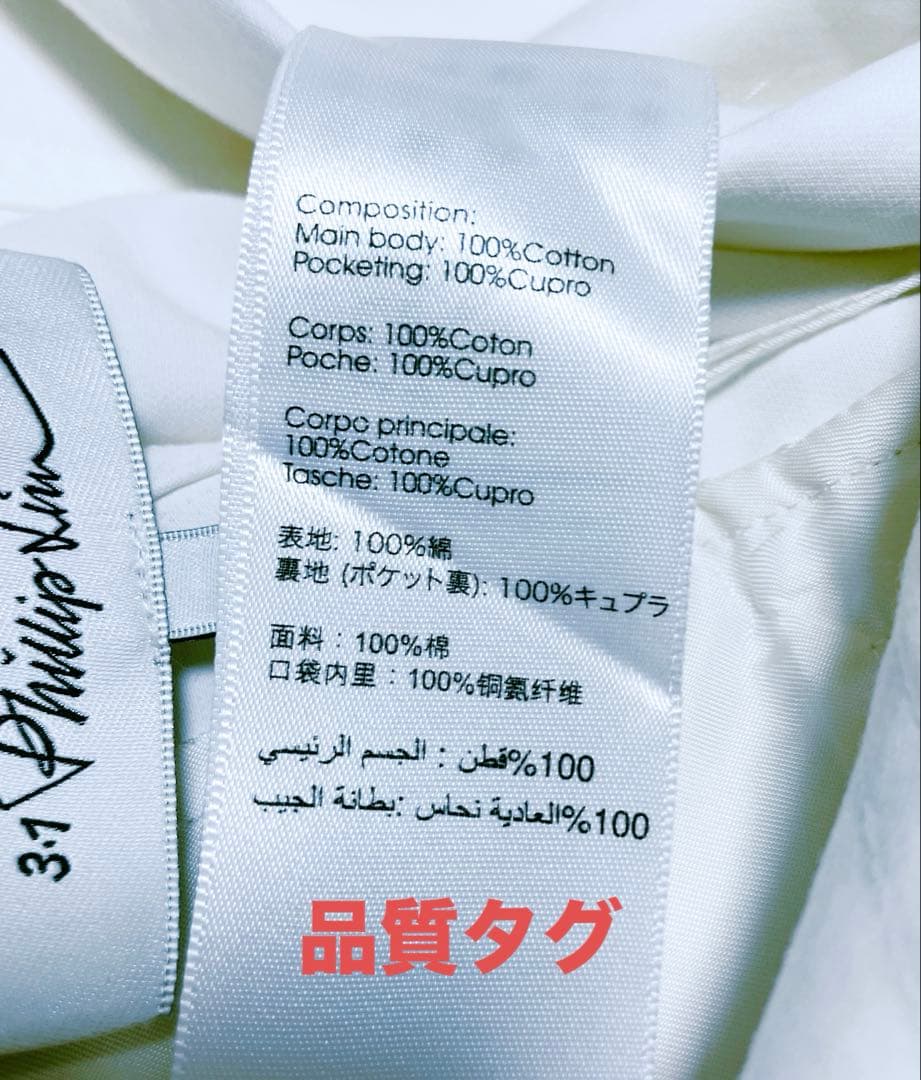 Composition:
Main body: 100%Cotton
Pocketing: 100%Cupro
Corps: 100%Coton
Poche: 100%Cupro
Corpo principale:
100%Cotone
Tasche: 100%Cupro
表地: 100%綿
裏地 (ポケット裏): 100%キュプラ
面料：100%棉
口袋内里：100%铜氨纤维
100%قطن : الجسم الرئيسي
100%العادية نحاس :بطانة الجيب
3.1 Phillip Lim
品質タグ